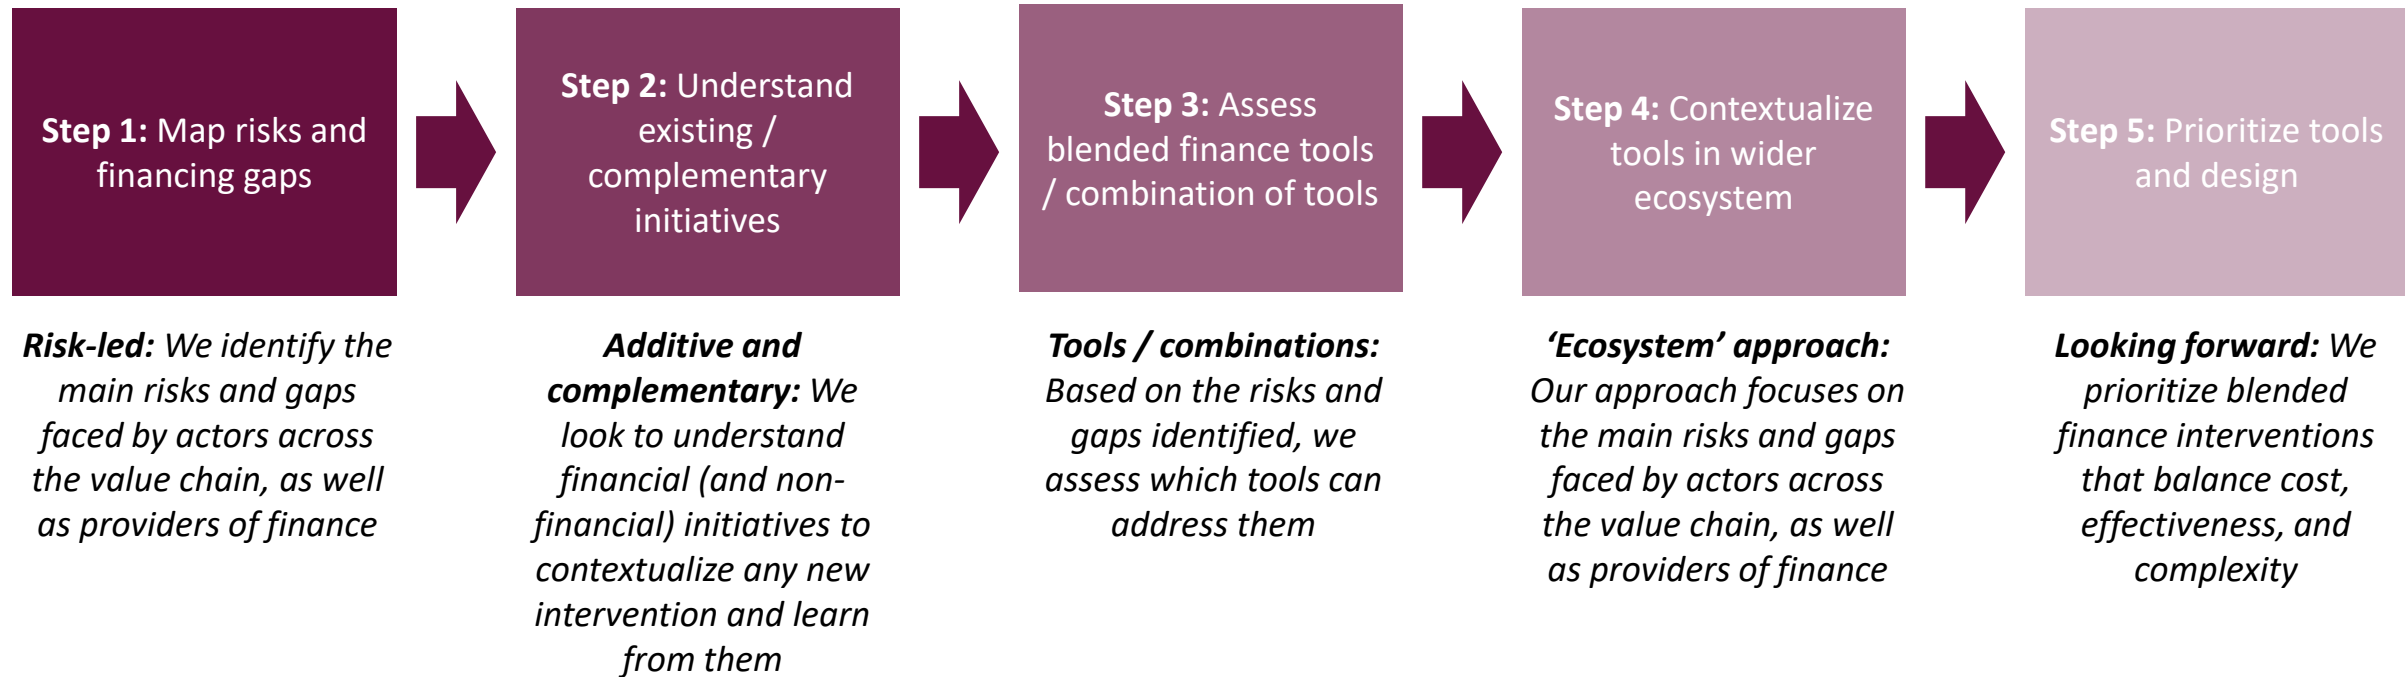 Step 1: Map risks and
financing gaps
Step 2: Understand
existing /
complementary
initiatives
Step 3: Assess
blended finance tools
/ combination of tools
Step 4: Contextualize
tools in wider
ecosystem
Step 5: Prioritize tools
and design
Risk-led: We identify the
main risks and gaps
faced by actors across
the value chain, as well
as providers of finance
Additive and
complementary: We
look to understand
financial (and non-
financial) initiatives to
contextualize any new
intervention and learn
from them
Tools / combinations:
Based on the risks and
gaps identified, we
assess which tools can
address them
‘Ecosystem’ approach:
Our approach focuses on
the main risks and gaps
faced by actors across
the value chain, as well
as providers of finance
Looking forward: We
prioritize blended
finance interventions
that balance cost,
effectiveness, and
complexity